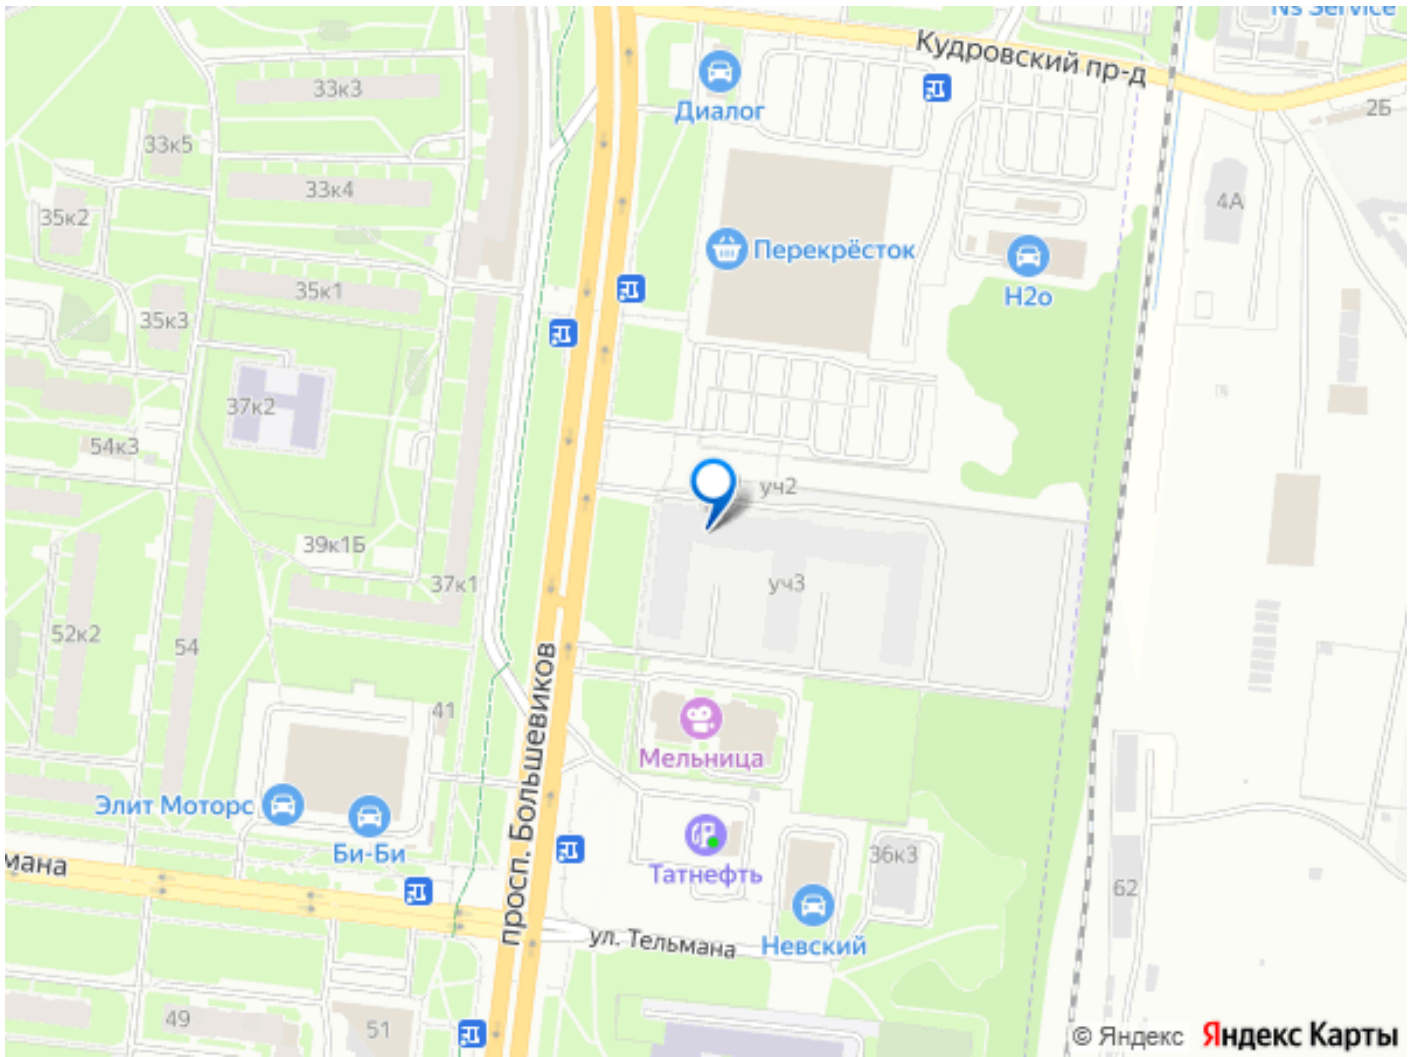 Ns Service
Кудровский пр-д
33к3
Диалог
2Б
33к5
33к4
4А
35к2
Перекрёсток
35к1
Н2о
35к3
37к2
54к3
уч2
39к1Б
37к1
уч3
52к2
54
просп. Большевиков
41
Мельница
Элит Моторс
Би-Би
Татнефть
36к3
мана
62
ул. Тельмана
Невский
49
51
© Яндекс Яндекс Карты